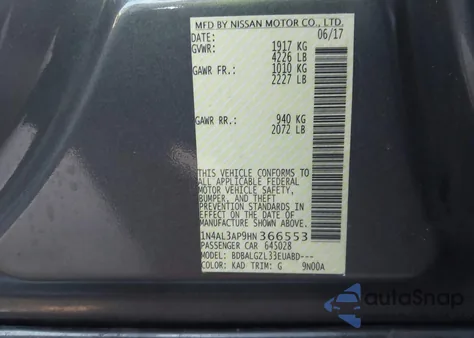 MFD BY NISSAN MOTOR CO., LTD.
DATE: 06/17
GVWR: 1917 KG
4226 LB
GAWR FR.: 1010 KG
2227 LB
GAWR RR.: 940 KG
2072 LB
THIS VEHICLE CONFORMS TO
ALL APPLICABLE FEDERAL
MOTOR VEHICLE SAFETY,
BUMPER, AND THEFT
PREVENTION STANDARDS IN
EFFECT ON THE DATE OF
MANUFACTURE SHOWN ABOVE.
1N4AL3AP9HN366553
PASSENGER CAR 645028
MODEL: BDBALGZL33EUABD---
COLOR: KAD TRIM: G 9N00A
AutoSnap